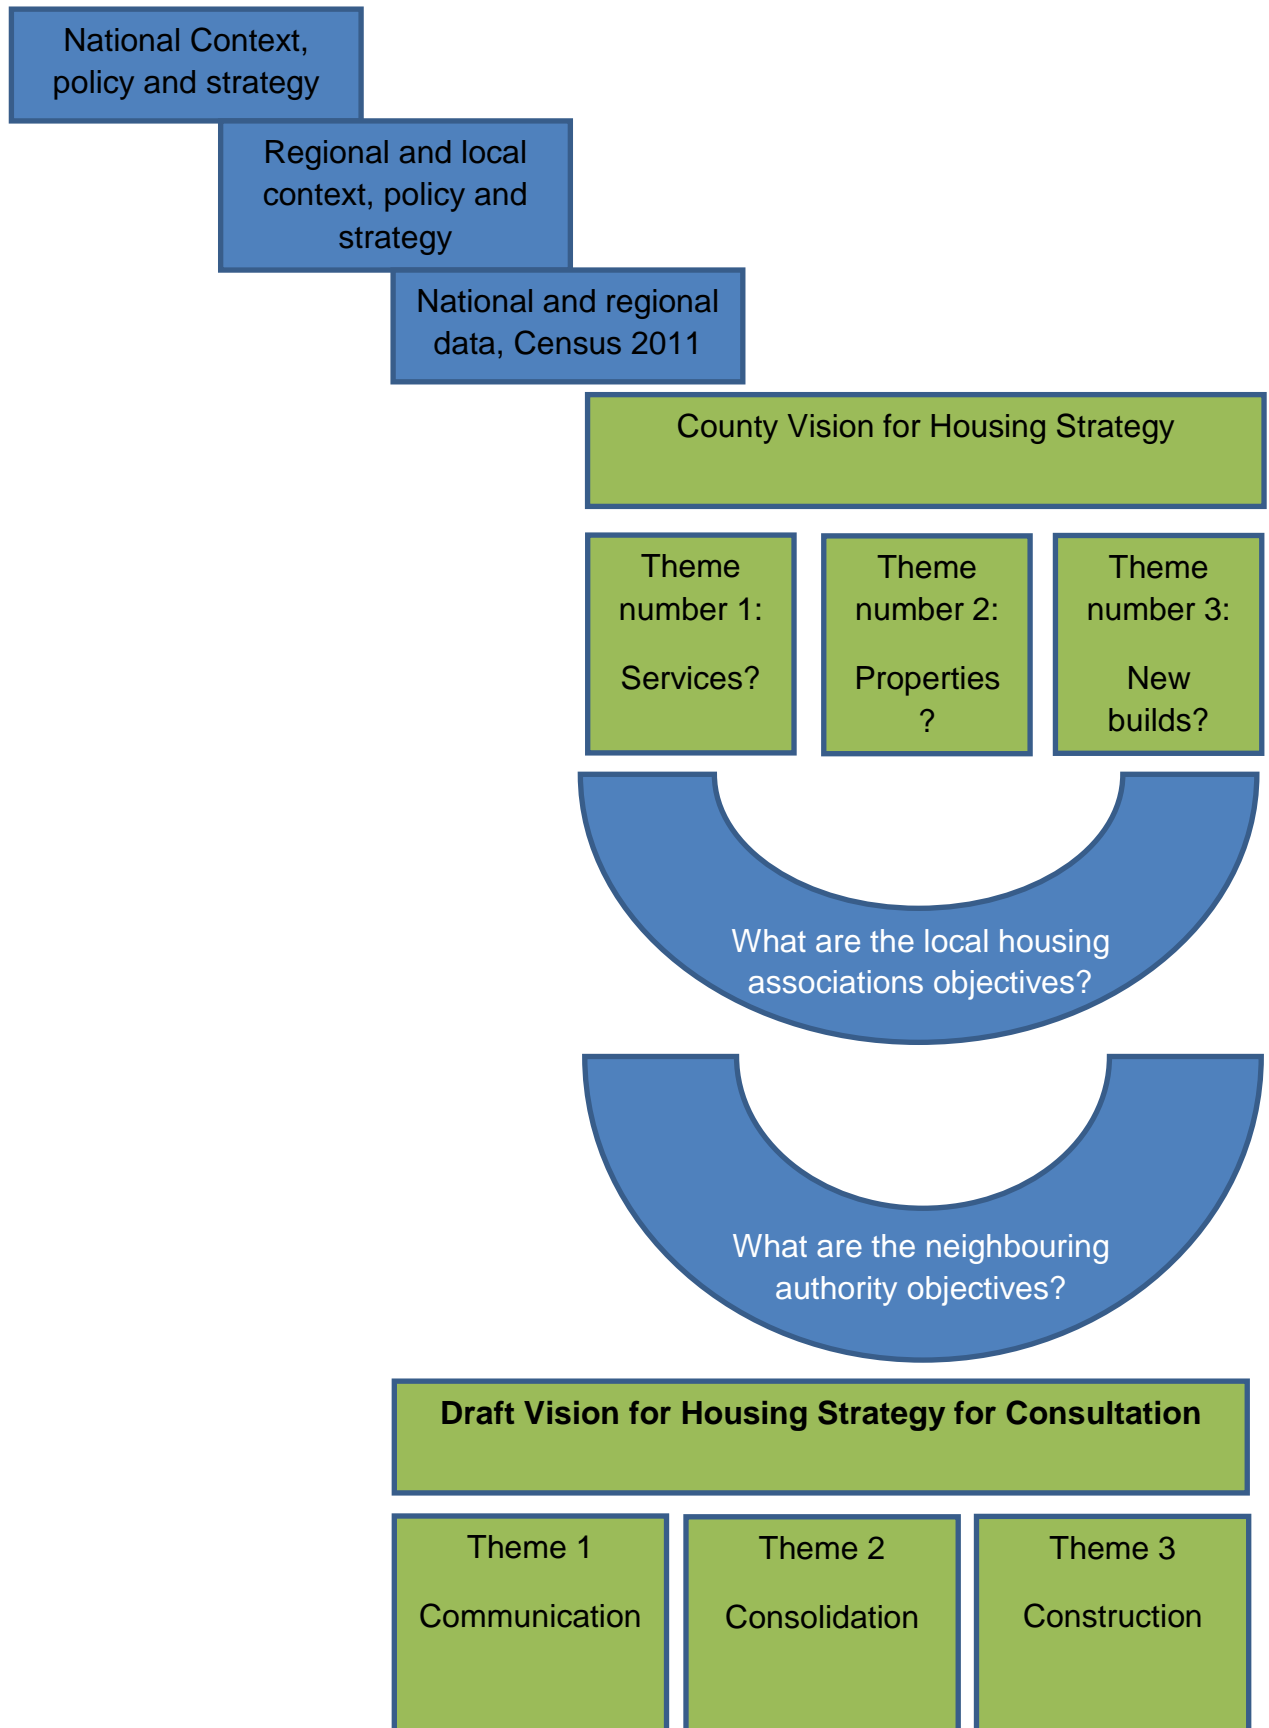 National Context,
policy and strategy
Regional and local
context, policy and
strategy
National and regional
data, Census 2011
County Vision for Housing Strategy
Theme
number 1:
Services?
Theme
number 2:
Properties
?
Theme
number 3:
New
builds?
What are the local housing
associations objectives?
What are the neighbouring
authority objectives?
Draft Vision for Housing Strategy for Consultation
Theme 1
Communication
Theme 2
Consolidation
Theme 3
Construction